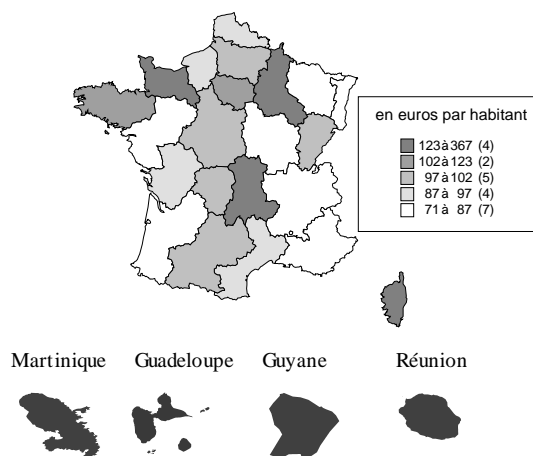 en euros par habitant
123 à 367 (4)
102 à 123 (2)
97 à 102 (5)
87 à 97 (4)
71 à 87 (7)
Martinique Guadeloupe Guyane Réunion